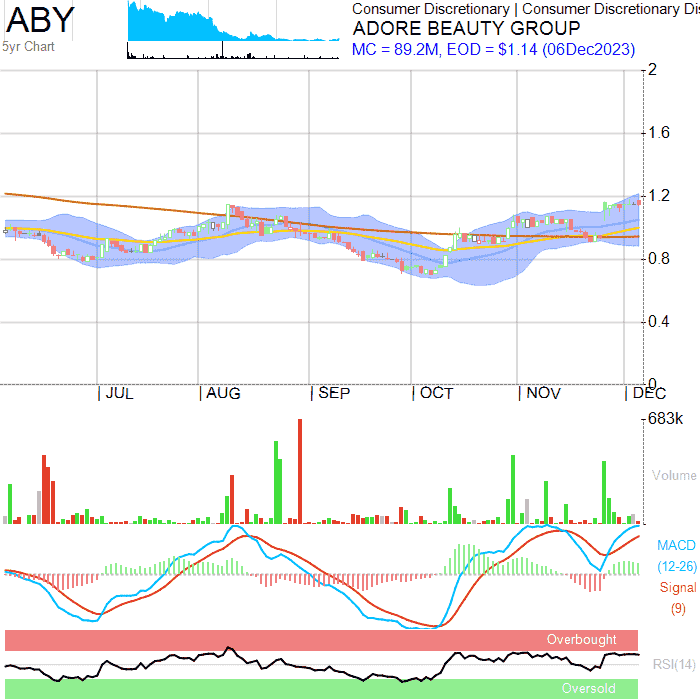 ABY
5yr Chart
Consumer Discretionary | Consumer Discretionary Dis
ADORE BEAUTY GROUP
MC = 89.2M, EOD = $1.14 (06Dec2023)
2
1.6
1.2
0.8
0.4
0
JUL AUG SEP OCT NOV DEC
683k
Volume
MACD
(12-26)
Signal
(9)
Overbought
RSI(14)
Oversold